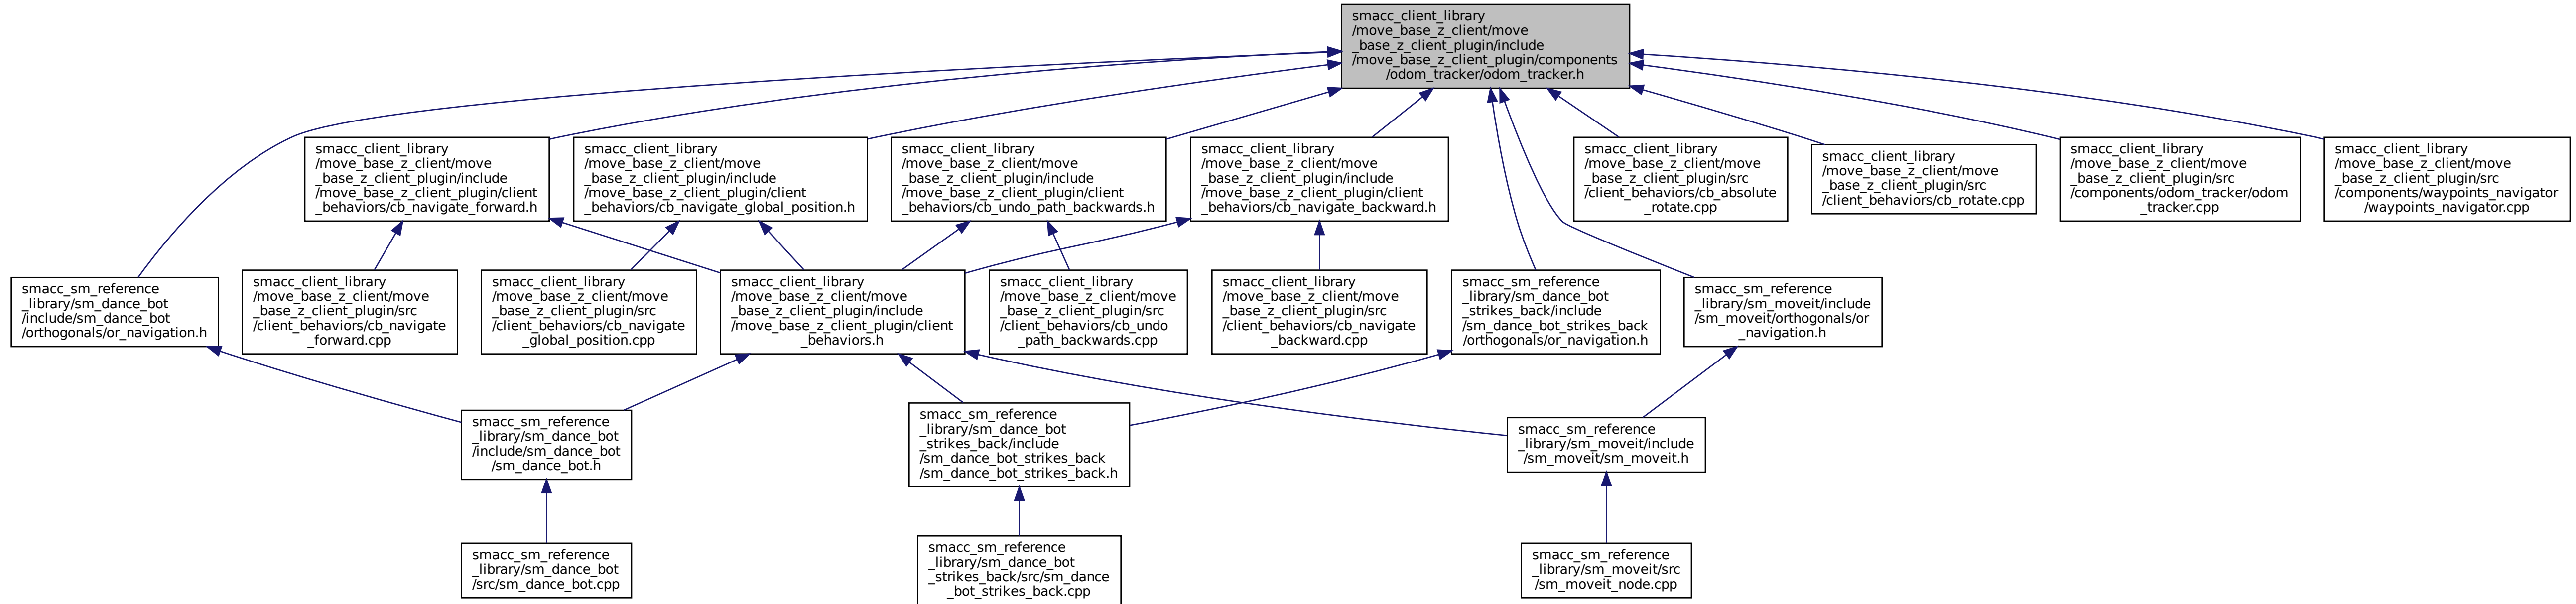 smacc_client_library
/move_base_z_client/move
_base_z_client_plugin/include
/move_base_z_client_plugin/components
/odom_tracker/odom_tracker.h
smacc_client_library
/move_base_z_client/move
_base_z_client_plugin/include
/move_base_z_client_plugin/client
_behaviors/cb_navigate_forward.h
smacc_client_library
/move_base_z_client/move
_base_z_client_plugin/include
/move_base_z_client_plugin/client
_behaviors/cb_navigate_global_position.h
smacc_client_library
/move_base_z_client/move
_base_z_client_plugin/include
/move_base_z_client_plugin/client
_behaviors/cb_undo_path_backwards.h
smacc_client_library
/move_base_z_client/move
_base_z_client_plugin/include
/move_base_z_client_plugin/client
_behaviors/cb_navigate_backward.h
smacc_client_library
/move_base_z_client/move
_base_z_client_plugin/src
/client_behaviors/cb_absolute
_rotate.cpp
smacc_client_library
/move_base_z_client/move
_base_z_client_plugin/src
/client_behaviors/cb_rotate.cpp
smacc_client_library
/move_base_z_client/move
_base_z_client_plugin/src
/components/odom_tracker/odom
_tracker.cpp
smacc_client_library
/move_base_z_client/move
_base_z_client_plugin/src
/components/waypoints_navigator
/waypoints_navigator.cpp
smacc_sm_reference
_library/sm_dance_bot
/include/sm_dance_bot
/orthogonals/or_navigation.h
smacc_client_library
/move_base_z_client/move
_base_z_client_plugin/src
/client_behaviors/cb_navigate
_forward.cpp
smacc_client_library
/move_base_z_client/move
_base_z_client_plugin/src
/client_behaviors/cb_navigate
_global_position.cpp
smacc_client_library
/move_base_z_client/move
_base_z_client_plugin/include
/move_base_z_client_plugin/client
_behaviors.h
smacc_client_library
/move_base_z_client/move
_base_z_client_plugin/src
/client_behaviors/cb_undo
_path_backwards.cpp
smacc_client_library
/move_base_z_client/move
_base_z_client_plugin/src
/client_behaviors/cb_navigate
_backward.cpp
smacc_sm_reference
_library/sm_dance_bot
_strikes_back/include
/sm_dance_bot_strikes_back
/orthogonals/or_navigation.h
smacc_sm_reference
_library/sm_moveit/include
/sm_moveit/orthogonals/or
_navigation.h
smacc_sm_reference
_library/sm_dance_bot
/include/sm_dance_bot
/sm_dance_bot.h
smacc_sm_reference
_library/sm_dance_bot
_strikes_back/include
/sm_dance_bot_strikes_back
/sm_dance_bot_strikes_back.h
smacc_sm_reference
_library/sm_moveit/include
/sm_moveit/sm_moveit.h
smacc_sm_reference
_library/sm_dance_bot
/src/sm_dance_bot.cpp
smacc_sm_reference
_library/sm_dance_bot
_strikes_back/src/sm_dance
_bot_strikes_back.cpp
smacc_sm_reference
_library/sm_moveit/src
/sm_moveit_node.cpp